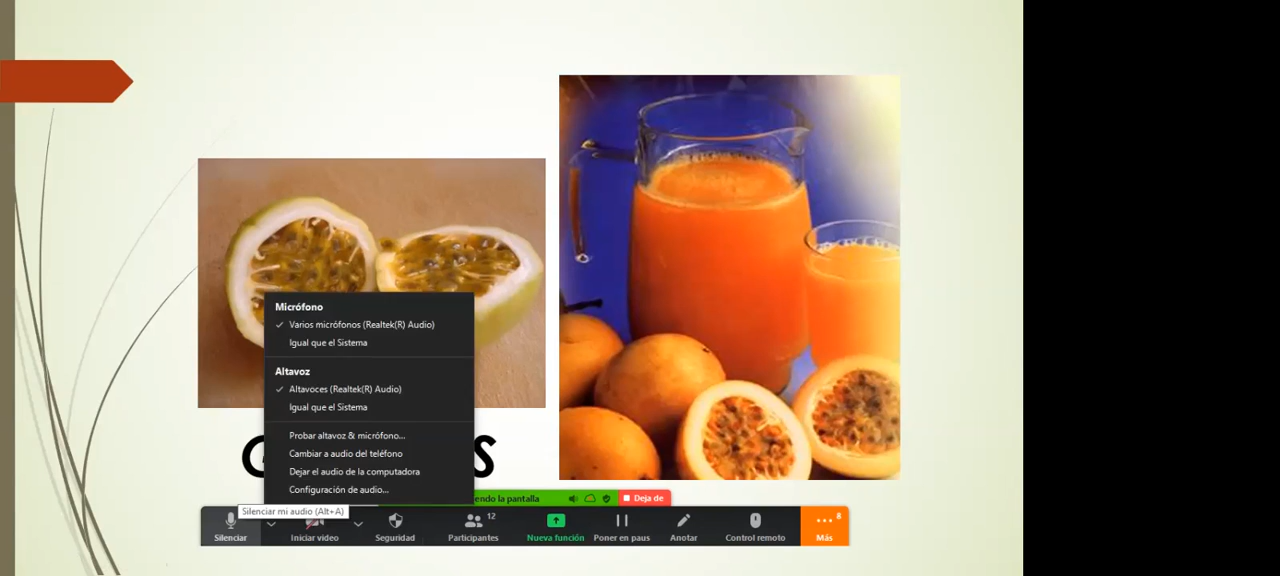 Micrófono
Varios micrófonos (Realtek(R) Audio)
Igual que el Sistema
Altavoz
Altavoces (Realtek(R) Audio)
Igual que el Sistema
Probar altavoz & micrófono...
Cambiar a audio del teléfono
Dejar el audio de la computadora
Configuración de audio...
la pantalla
Deja de
Silenciar mi audio (Alt+A)
12
8
Silenciar
Iniciar video
Seguridad
Participantes
Nueva función
Poner en paus
Anotar
Control remoto
Más